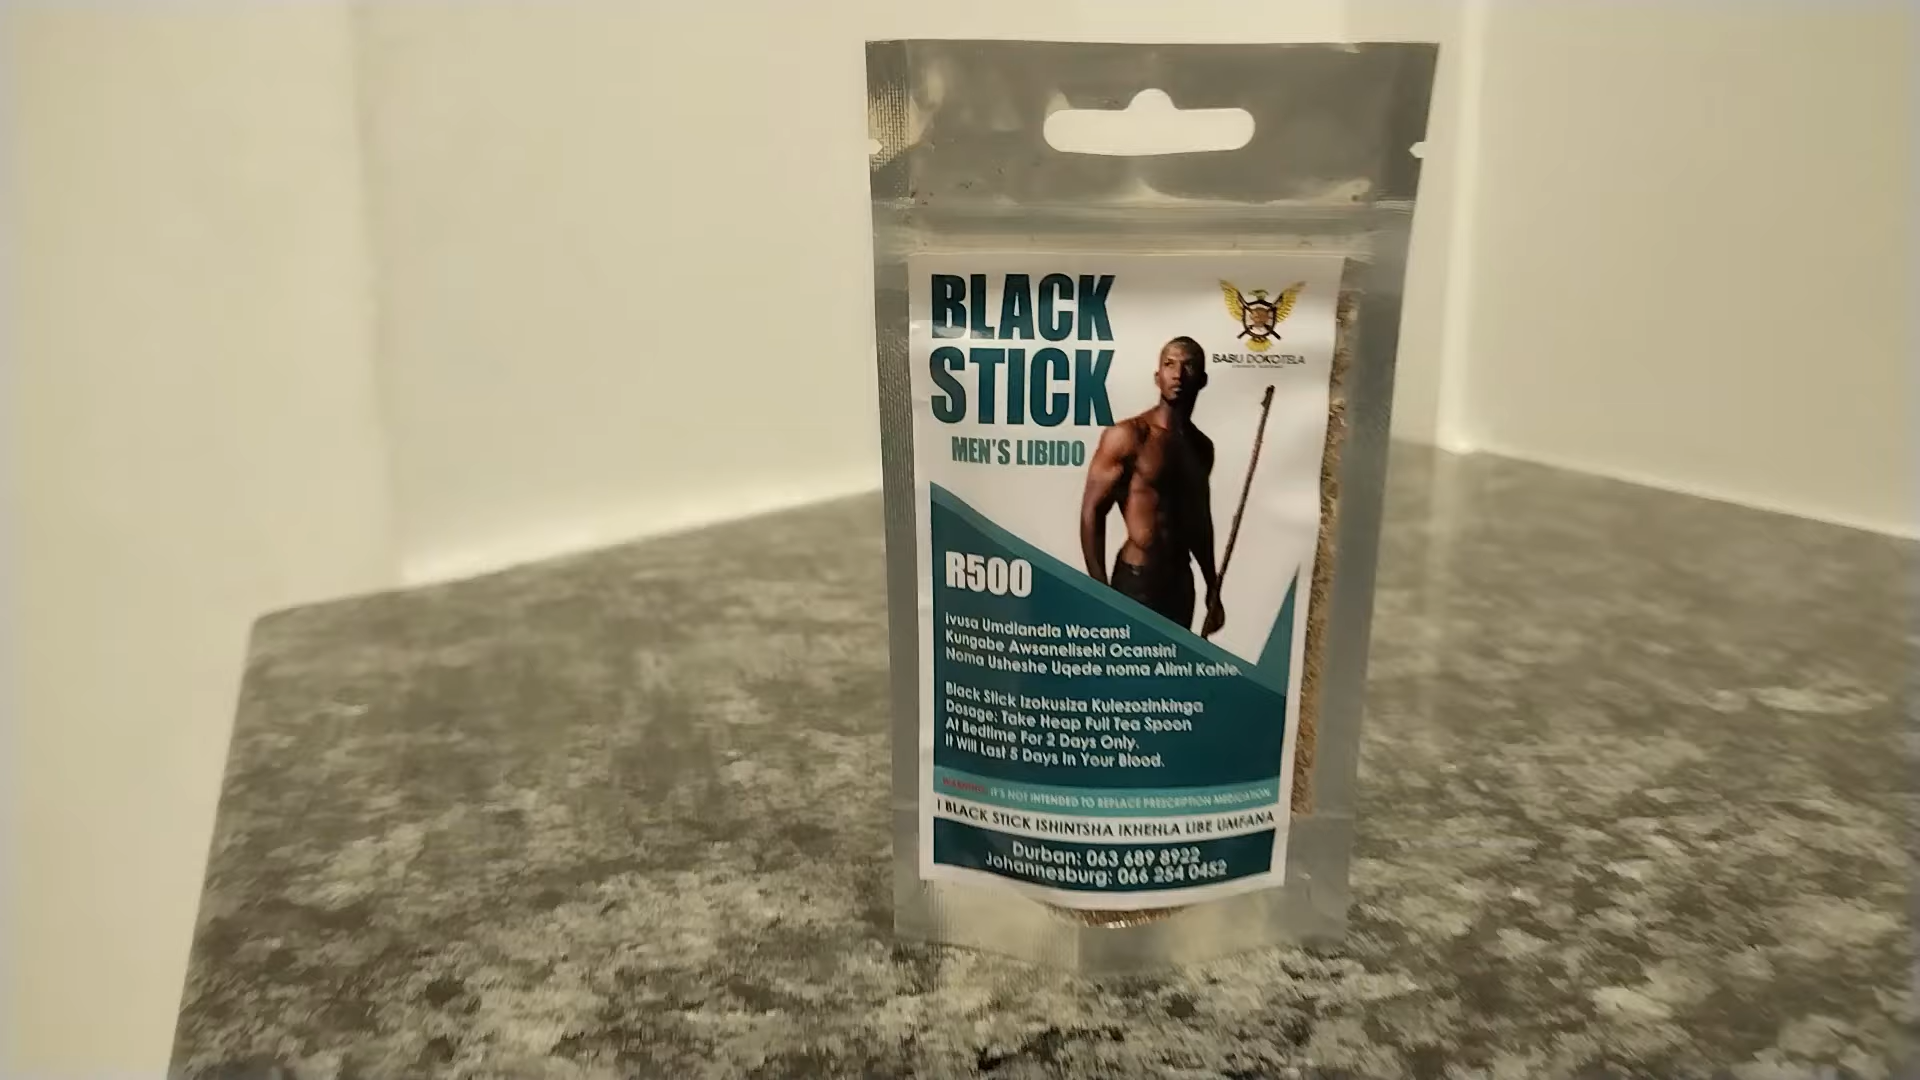 BLACK
STICK
MEN'S LIBIDO
BABU DOKOTELA
R500
Ivusa Umdlandla Wocansi
Kungabe Awsaneliseki Ocansini
Noma Usheshe Uqede noma Alimi Kahle.
Black Stick Izokusiza Kulezozinkinga
Dosage: Take Heap Full Tea Spoon
At Bedtime For 2 Days Only.
It Will Last 5 Days In Your Blood.
WARNING: IT'S NOT INTENDED TO REPLACE PRESCRIPTION MEDICATION.
I BLACK STICK ISHINTSHA IKHEHLA LIBE UMFANA
Durban: 063 689 8922
Johannesburg: 066 254 0452